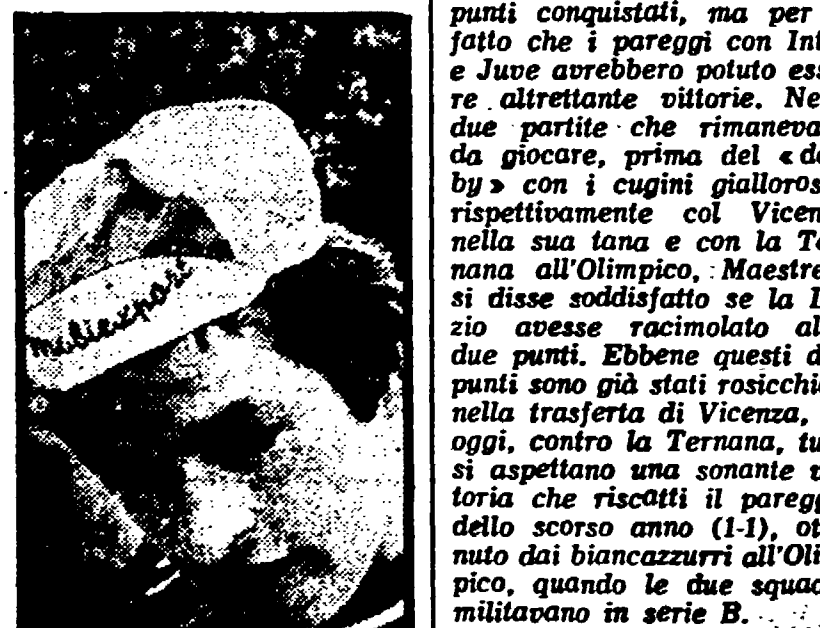 punti conquistati, ma per
fatto che i pareggi con Int
e Juve avrebbero potuto ess
re altrettante vittorie. Ne
due partite che rimaneva
da giocare, prima del « de
by » con i cugini gialloros
rispettivamente col Vicen
nella sua tana e con la Te
nana all'Olimpico, Maestre
si disse soddisfatto se la L
zio avesse racimolato al
due punti. Ebbene questi d
punti sono già stati rosicchi
nella trasferta di Vicenza,
oggi, contro la Ternana, tu
si aspettano una sonante v
toria che riscatti il paregg
dello scorso anno (1-1), ot
nuto dai biancazzurri all'Oli
pico, quando le due squad
militavano in serie B.